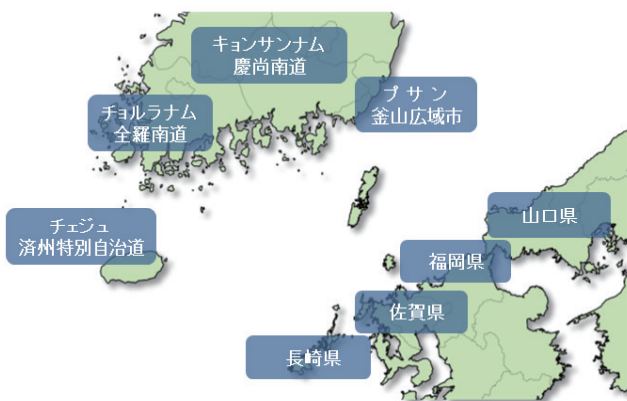 キョンサンナム
慶尚南道
プサン
釜山広域市
チョルラナム
全羅南道
チェジュ
済州特別自治道
山口県
福岡県
佐賀県
長崎県